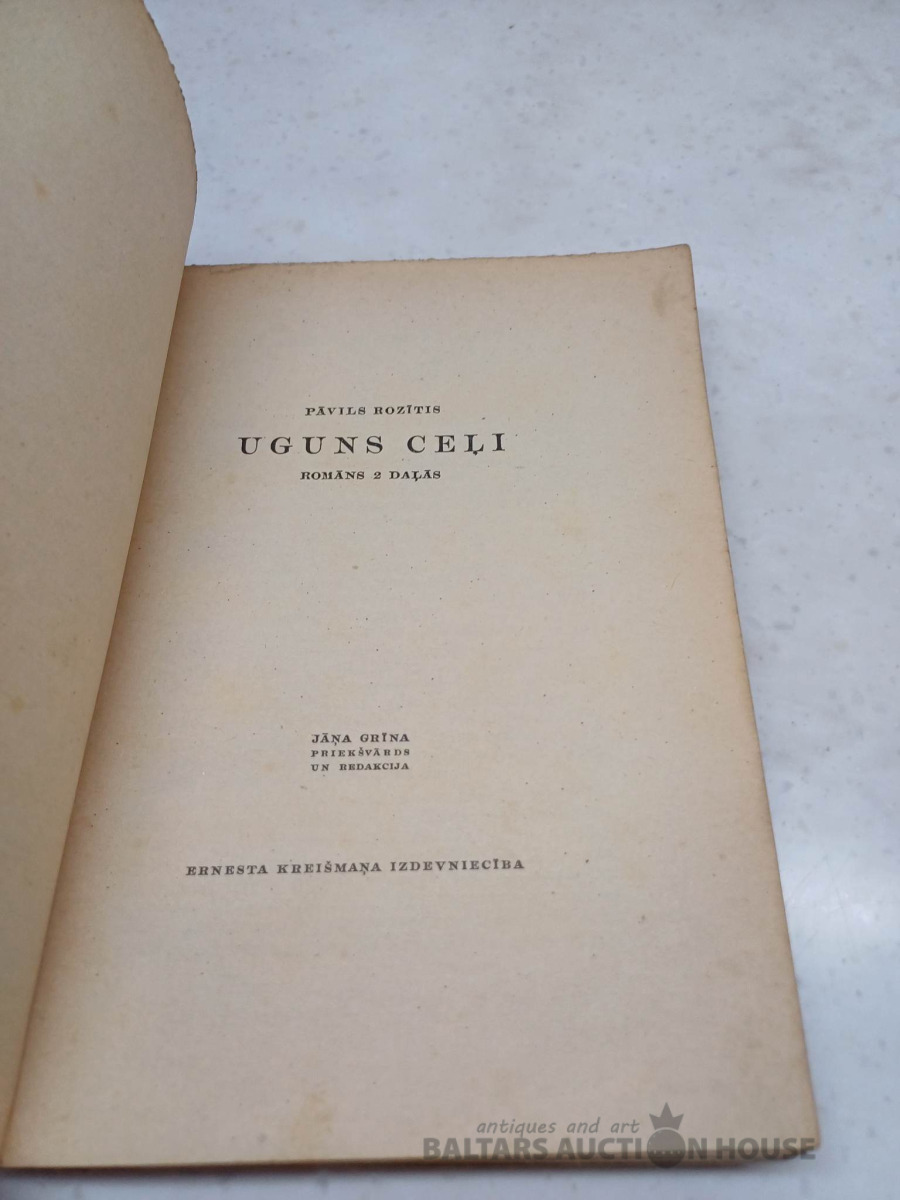 PĀVILS ROZĪTIS
UGUNS CEĻI
ROMĀNS 2 DAĻĀS
JĀŅA GRĪNA
PRIEKŠVĀRDS
UN REDAKCIJA
ERNESTA KREIŠMAŅA IZDEVNIECĪBA
antiques and art
BALTARS AUCTION HOUSE